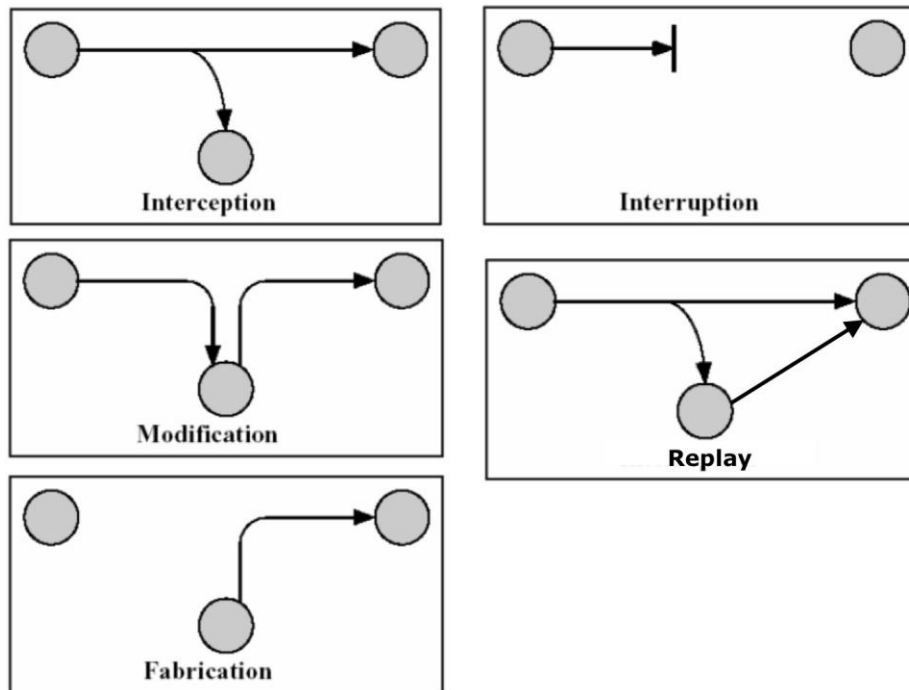 Interception
Interruption
Modification
Replay
Fabrication